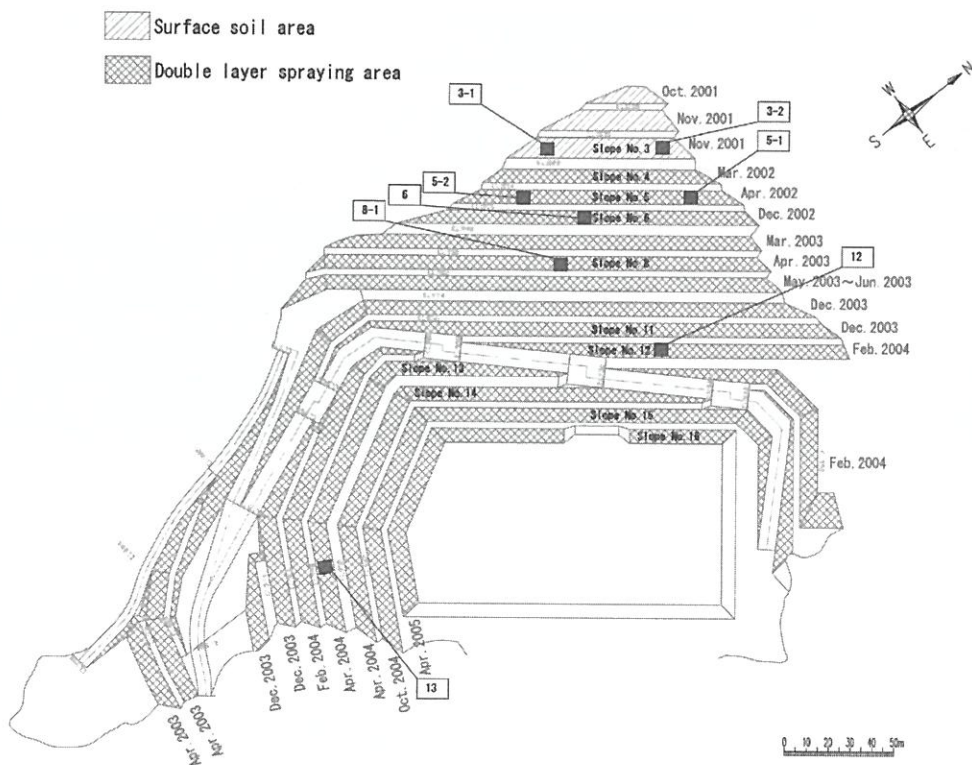 Surface soil area
Double layer spraying area
N
W
S
E
Oct. 2001
3-1
3-2
Nov. 2001
Slope No. 3
Nov. 2001
5-1
Slope No. 4
Mar. 2002
5-2
Slope No. 5
Apr. 2002
6
Slope No. 6
Dec. 2002
8-1
Mar. 2003
12
Slope No. 8
Apr. 2003
May. 2003～Jun. 2003
Dec. 2003
Slope No. 11
Dec. 2003
Slope No. 12
Feb. 2004
Slope No. 13
Slope No. 14
Slope No. 15
Slope No. 16
Feb. 2004
Apr. 2003
Apr. 2003
Dec. 2003
Dec. 2003
Feb. 2004
Apr. 2004
Apr. 2004
Oct. 2004
Apr. 2005
13
0 10 20 30 40 50m